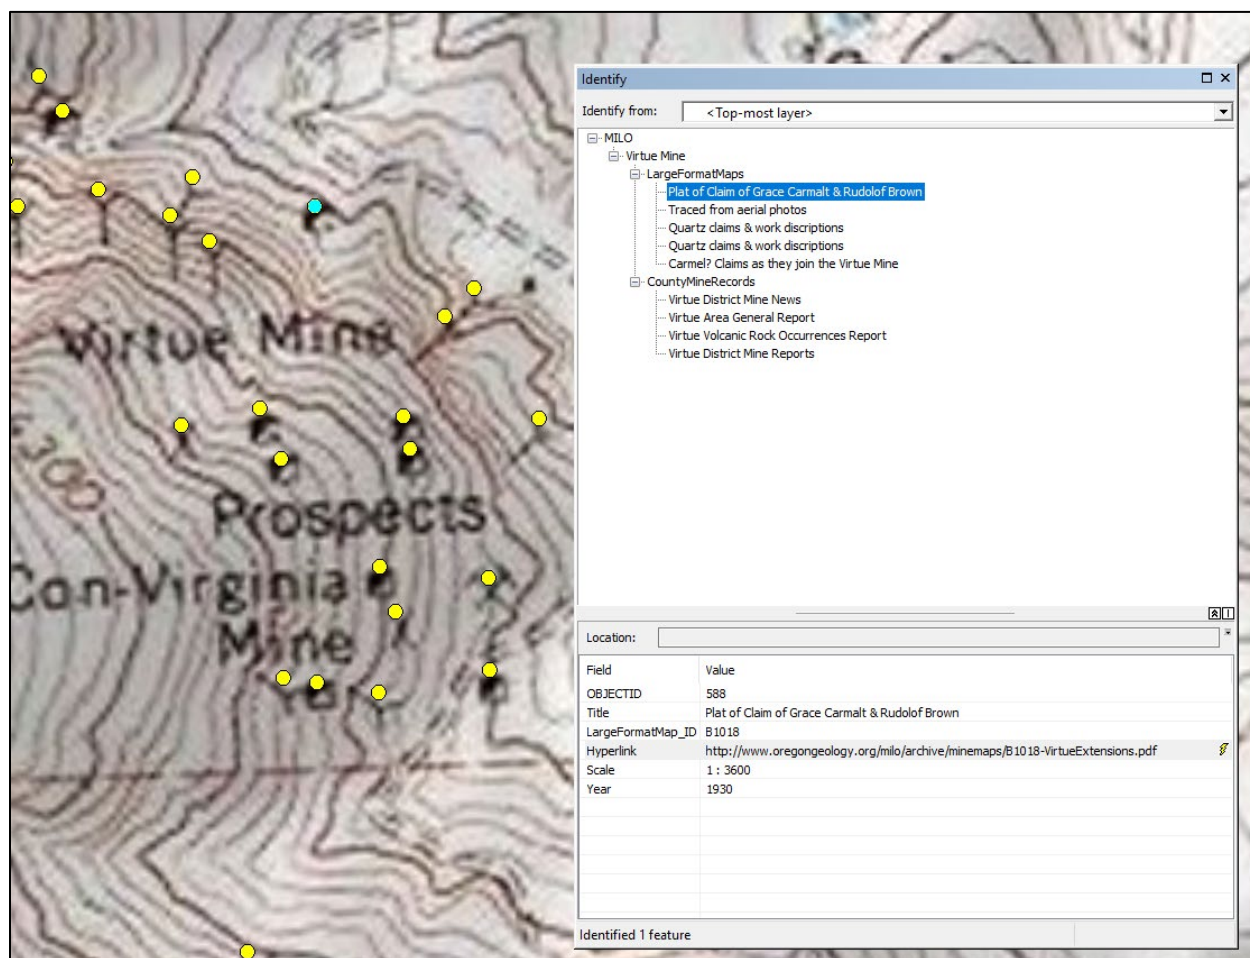 Virtue Mine
5300
Prospects
Con-Virginia
Mine
Identify
Identify from:
<Top-most layer>
MILO
Virtue Mine
LargeFormatMaps
Plat of Claim of Grace Carmalt & Rudolof Brown
Traced from aerial photos
Quartz claims & work discriptions
Quartz claims & work discriptions
Carmel? Claims as they join the Virtue Mine
CountyMineRecords
Virtue District Mine News
Virtue Area General Report
Virtue Volcanic Rock Occurrences Report
Virtue District Mine Reports
Location:
Field Value
OBJECTID 588
Title Plat of Claim of Grace Carmalt & Rudolof Brown
LargeFormatMap_ID B1018
Hyperlink http://www.oregongeology.org/milo/archive/minemaps/B1018-VirtueExtensions.pdf
Scale 1 : 3600
Year 1930
Identified 1 feature